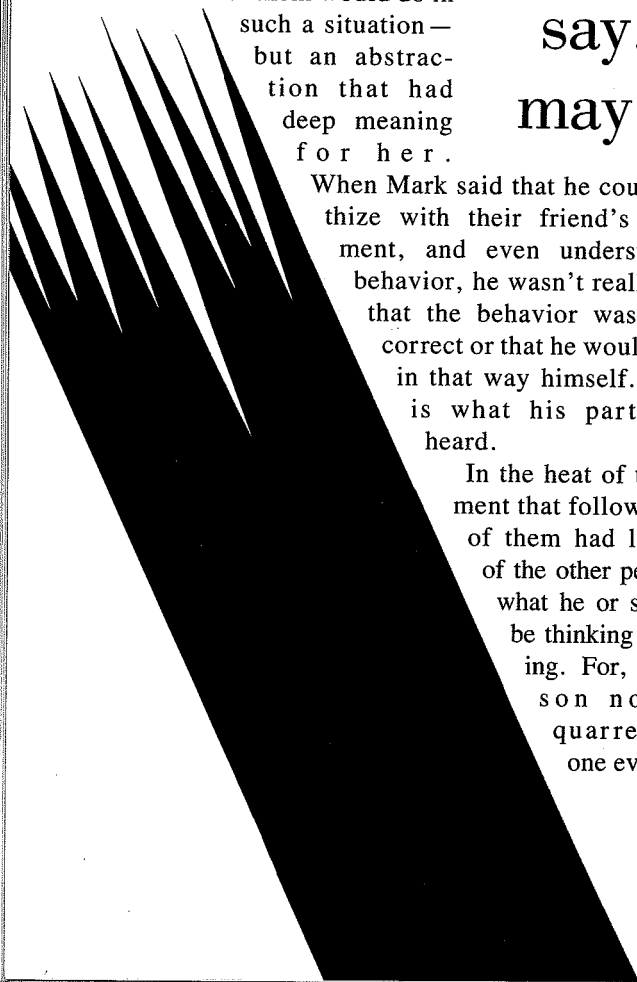 such a situation—
but an abstrac-
tion that had
deep meaning
for her.
When Mark said that he cou
thize with their friend's
ment, and even unders
behavior, he wasn't real
that the behavior was
correct or that he woul
in that way himself.
is what his part
heard.
In the heat of
ment that follow
of them had l
of the other pe
what he or s
be thinking
ing. For,
son no
quarre
one ev
say.
may